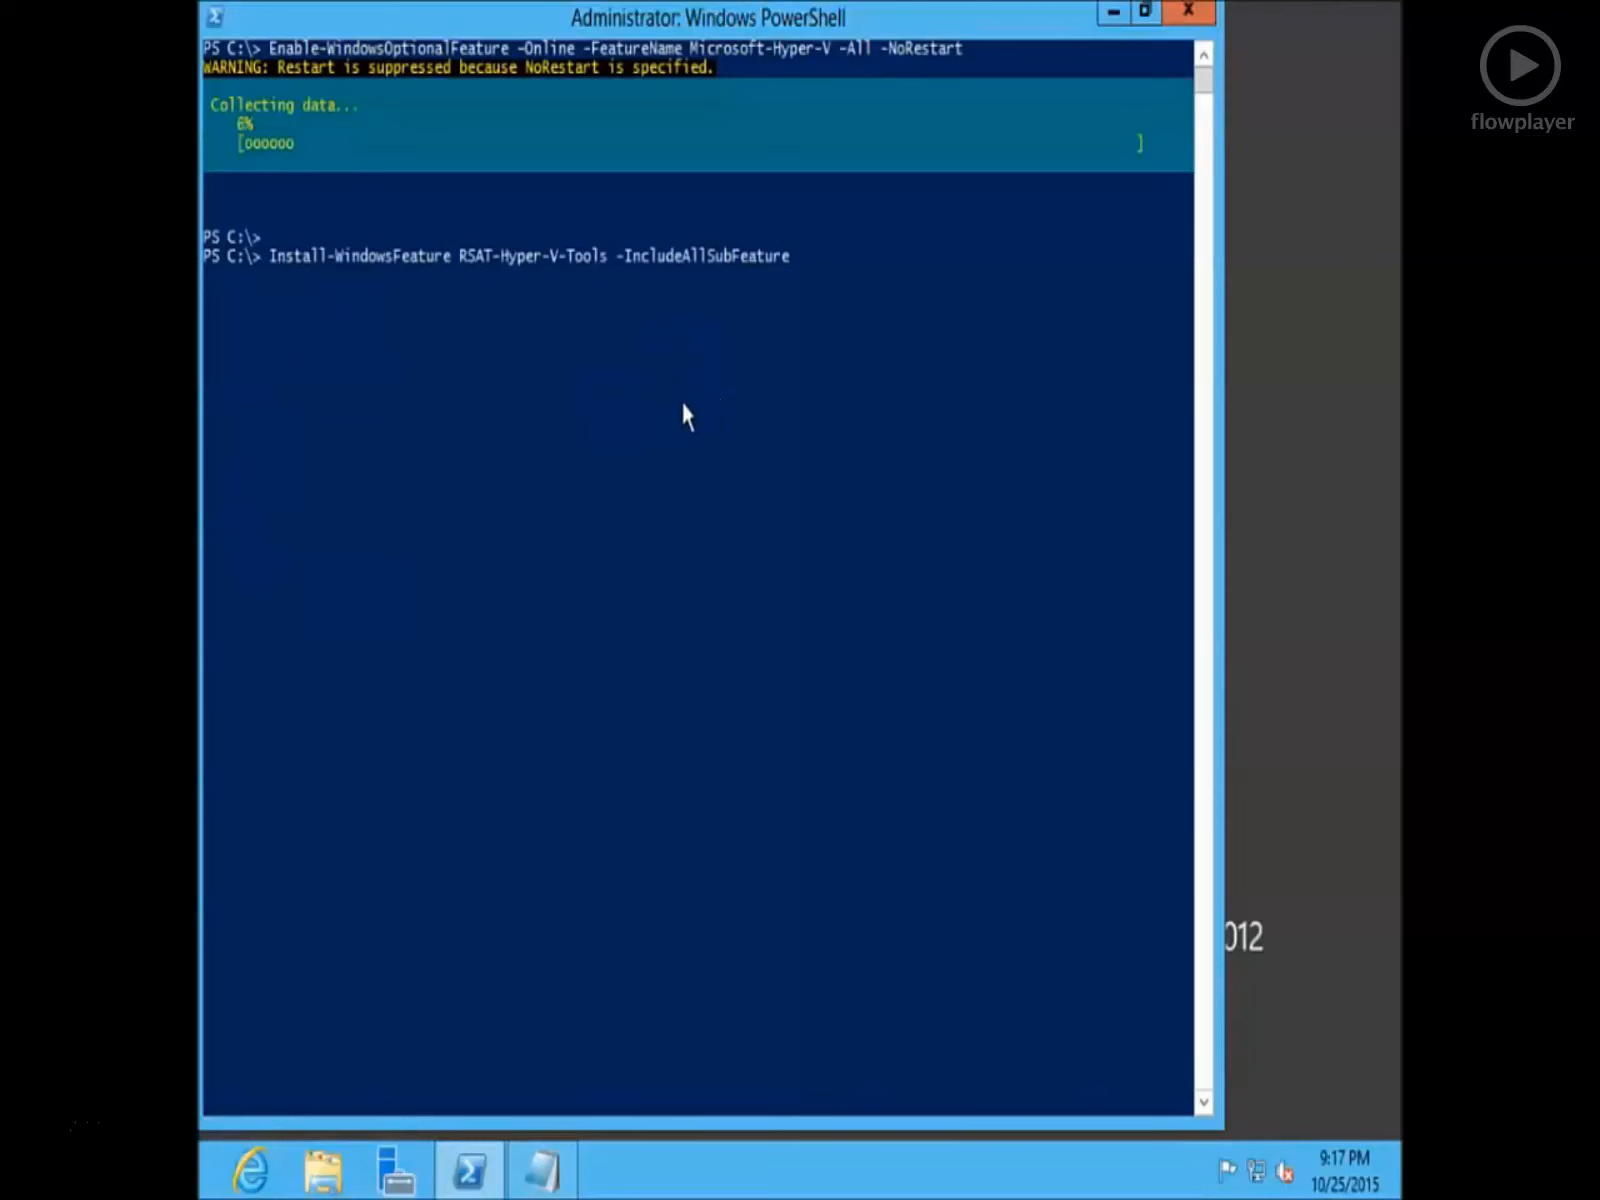 Administrator: Windows PowerShell
PS C:\> Enable-WindowsOptionalFeature -Online -FeatureName Microsoft-Hyper-V -All -NoRestart
WARNING: Restart is suppressed because NoRestart is specified.
Collecting data...
6%
[oooooo ]
PS C:\>
PS C:\> Install-WindowsFeature RSAT-Hyper-V-Tools -IncludeAllSubFeature
flowplayer
012
9:17 PM
10/25/2015